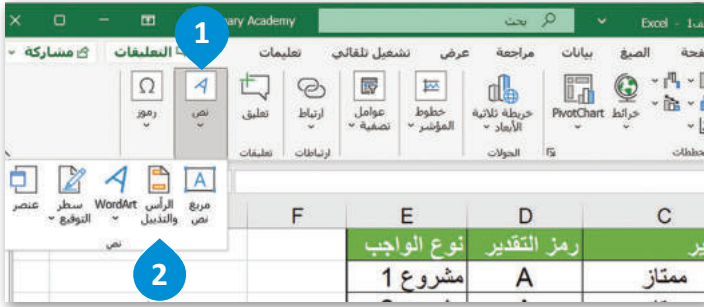 Excel - 1
بحث
ary Academy
الصيغ بيانات مراجعة عرض تشغيل تلقائي تعليمات
التعليقات
مشاركة
1
خرائط
PivotChart
خريطة ثلاثية الأبعاد
خطوط المؤشر
عوامل تصفية
ارتباط
تعليق
نص
رموز
الجولات
ارتباطات
تعليقات
مربع نص
الرأس والتذييل
WordArt
سطر التوقيع
عنصر
نص
2
C D E F
رمز التقدير نوع الواجب
ممتاز A مشروع 1